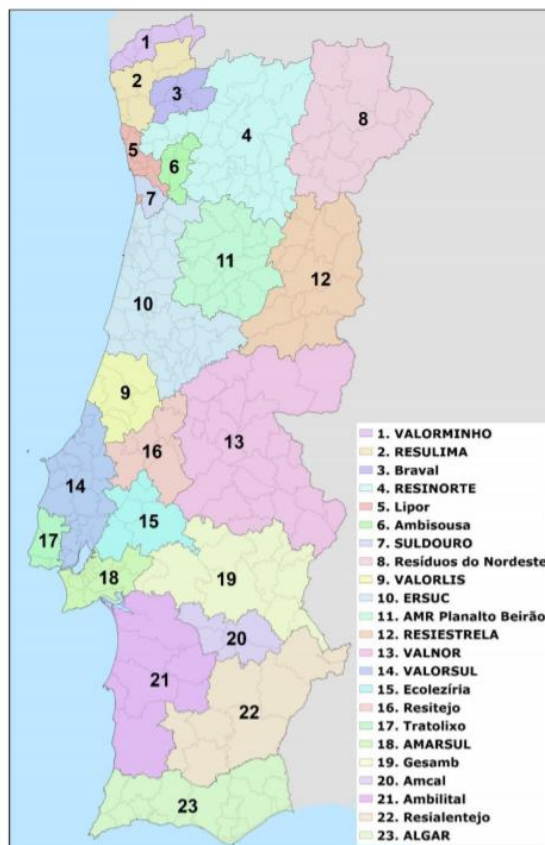 1
2
3
4
5
6
7
8
9
10
11
12
13
14
15
16
17
18
19
20
21
22
23
1. VALORMINHO
2. RESULIMA
3. Braval
4. RESINORTE
5. Lipor
6. Ambisousa
7. SULDOURO
8. Resíduos do Nordeste
9. VALORLIS
10. ERSUC
11. AMR Planalto Beirão
12. RESIESTRELA
13. VALNOR
14. VALORSUL
15. Ecolezíria
16. Resitejo
17. Tratolixo
18. AMARSUL
19. Gesamb
20. Amcal
21. Ambilital
22. Resialentejo
23. ALGAR